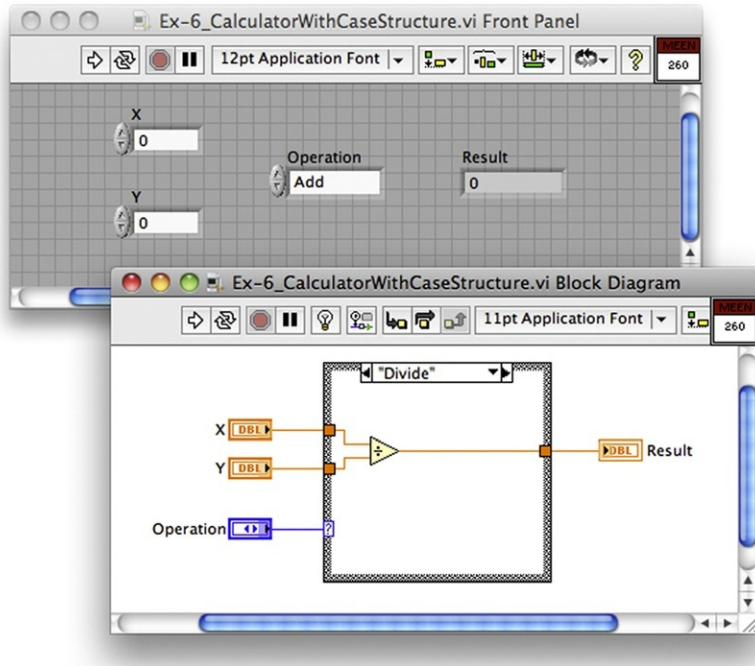 Ex-6_CalculatorWithCaseStructure.vi Front Panel
12pt Application Font
?
MEEN
260
X
0
Operation
Add
Result
0
Y
0
Ex-6_CalculatorWithCaseStructure.vi Block Diagram
11pt Application Font
MEEN
260
"Divide"
X DBL
÷
DBL Result
Y DBL
Operation
?